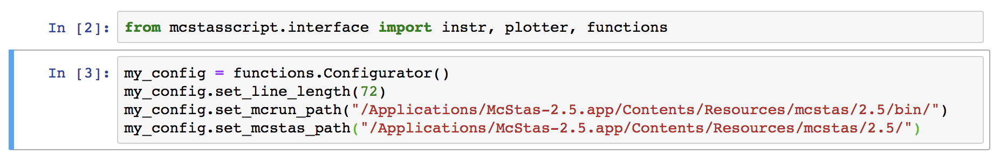 In [2]: from mcstasscript.interface import instr, plotter, functions
In [3]: my_config = functions.Configurator()
my_config.set_line_length(72)
my_config.set_mcrun_path("/Applications/McStas-2.5.app/Contents/Resources/mcstas/2.5/bin/")
my_config.set_mcstas_path("/Applications/McStas-2.5.app/Contents/Resources/mcstas/2.5/")